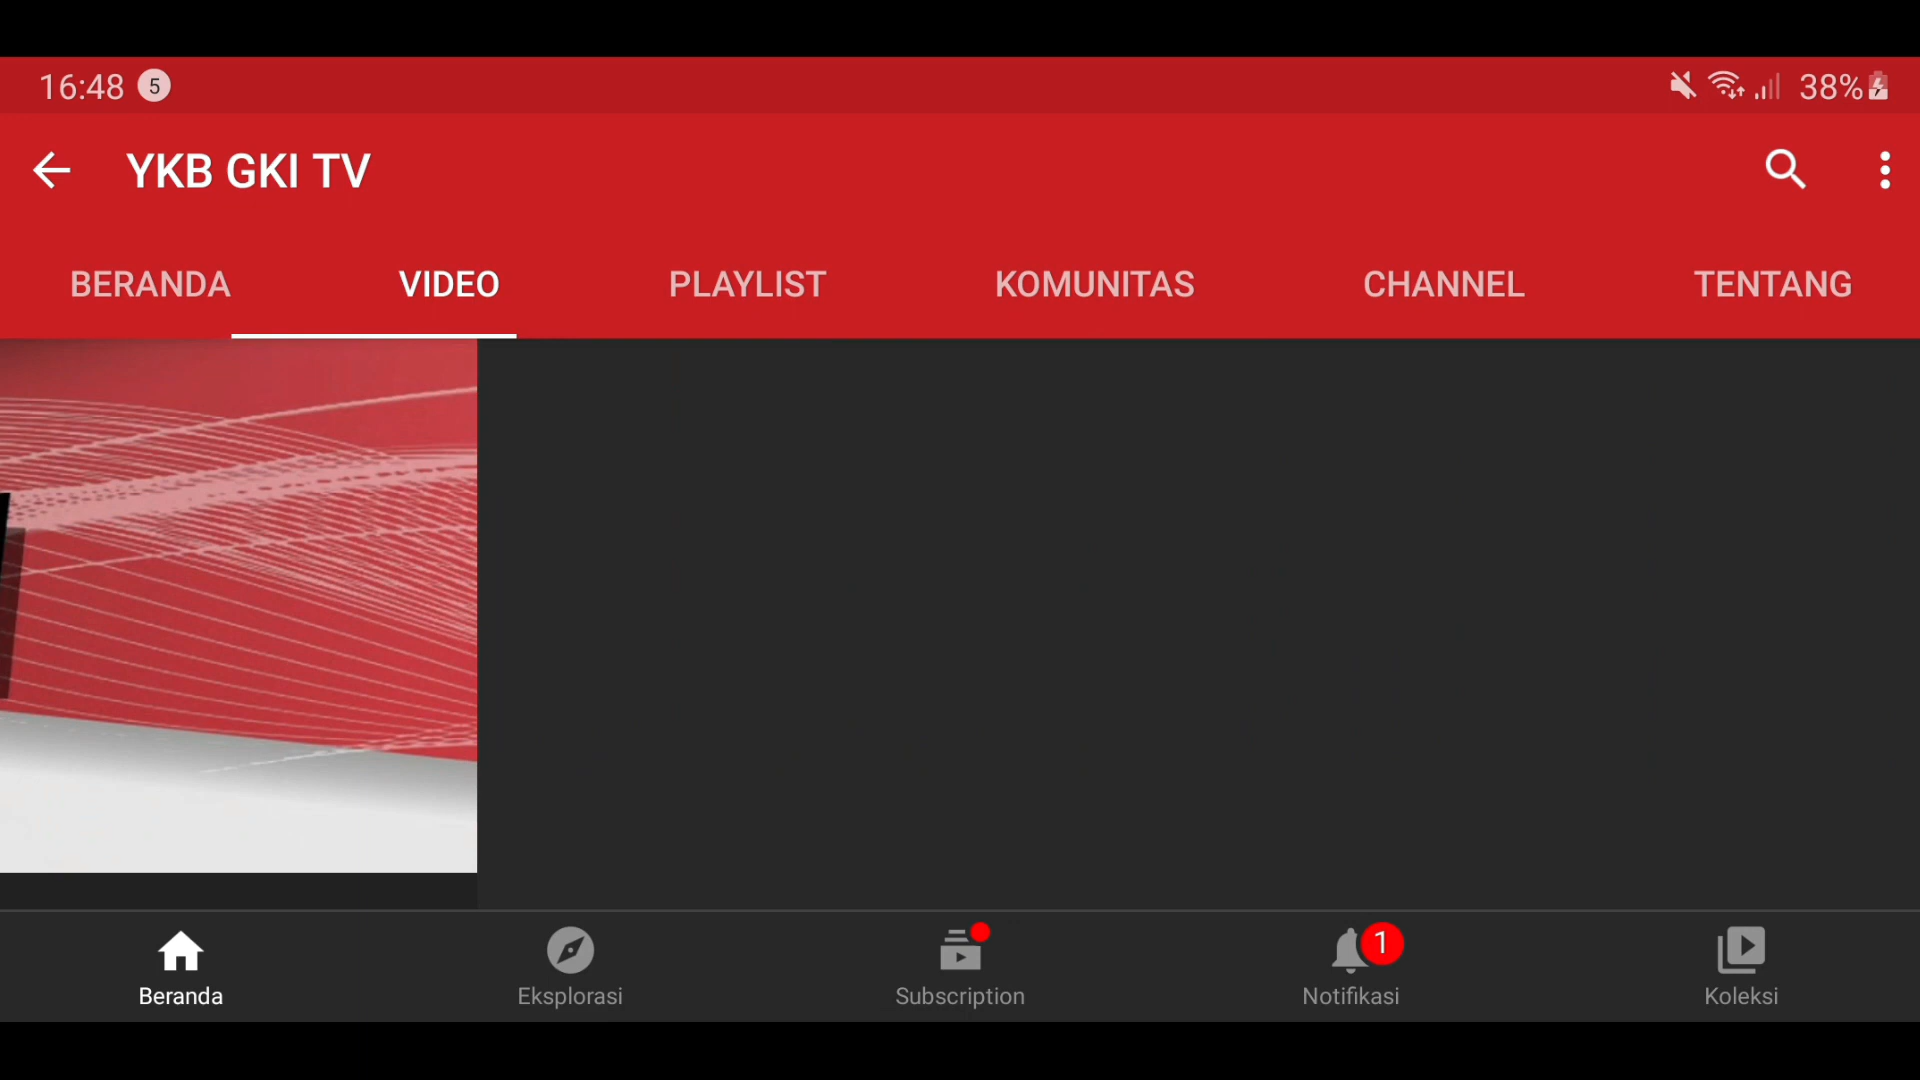 16:48 5 38%
YKB GKI TV
BERANDA VIDEO PLAYLIST KOMUNITAS CHANNEL TENTANG
1
Beranda Eksplorasi Subscription Notifikasi Koleksi